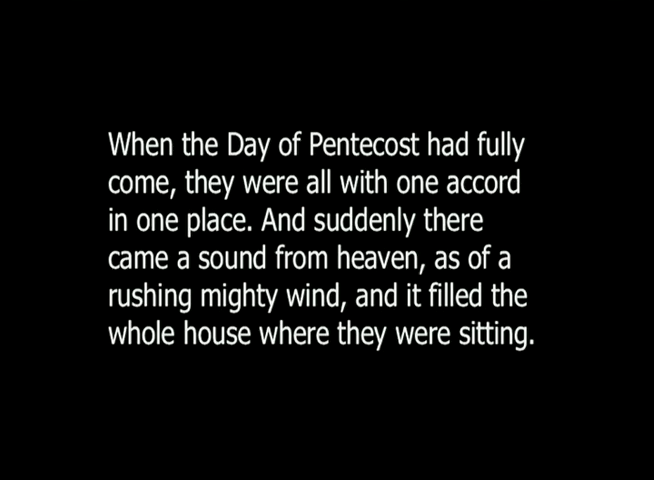 When the Day of Pentecost had fully
come, they were all with one accord
in one place. And suddenly there
came a sound from heaven, as of a
rushing mighty wind, and it filled the
whole house where they were sitting.